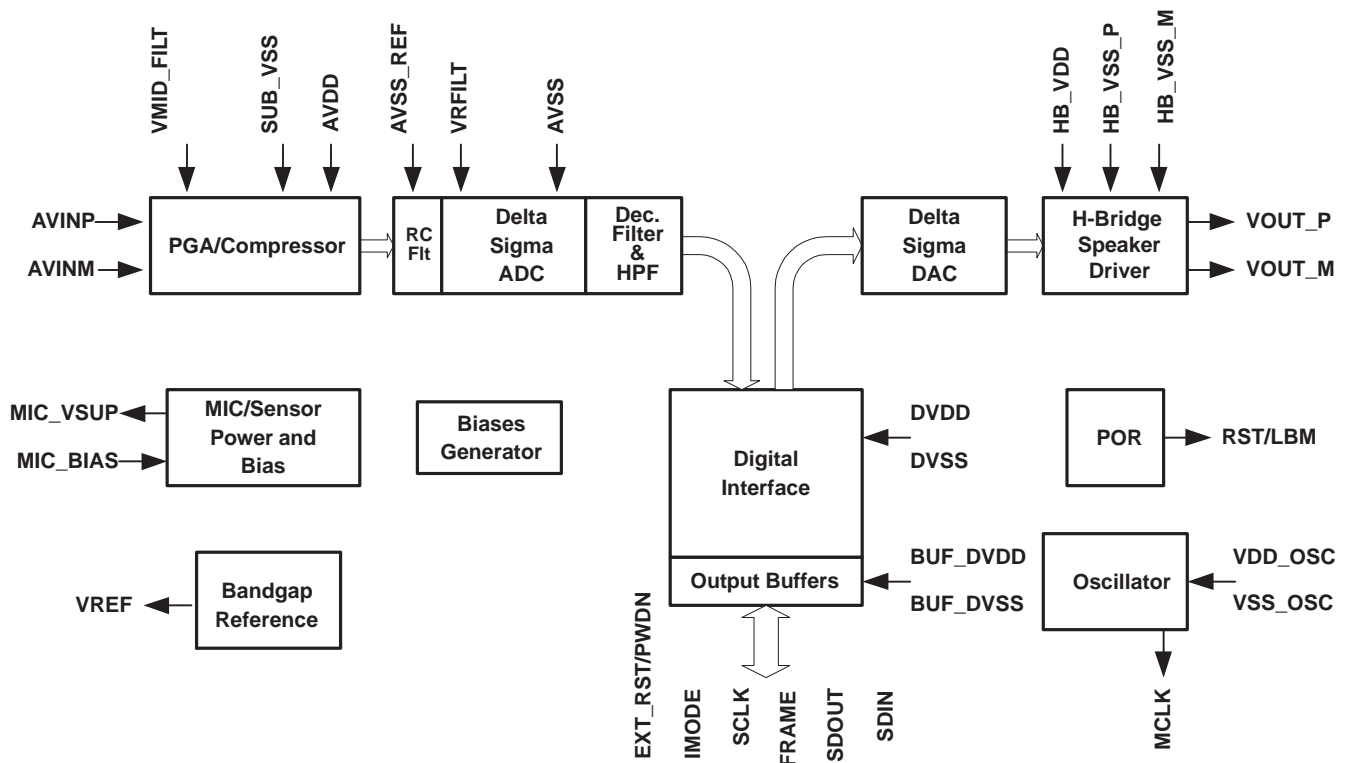 VMID_FILT
SUB_VSS
AVDD
AVSS_REF
VRFILT
AVSS
HB_VDD
HB_VSS_P
HB_VSS_M
AVINP
AVINM
PGA/Compressor
RC
Flt
Delta
Sigma
ADC
Dec.
Filter
&
HPF
Delta
Sigma
DAC
H-Bridge
Speaker
Driver
VOUT_P
VOUT_M
MIC_VSUP
MIC_BIAS
MIC/Sensor
Power and
Bias
Biases
Generator
Digital
Interface
DVDD
DVSS
POR
RST/LBM
VREF
Bandgap
Reference
Output Buffers
BUF_DVDD
BUF_DVSS
Oscillator
VDD_OSC
VSS_OSC
EXT_RST/PWDN
IMODE
SCLK
FRAME
SDOUT
SDIN
MCLK